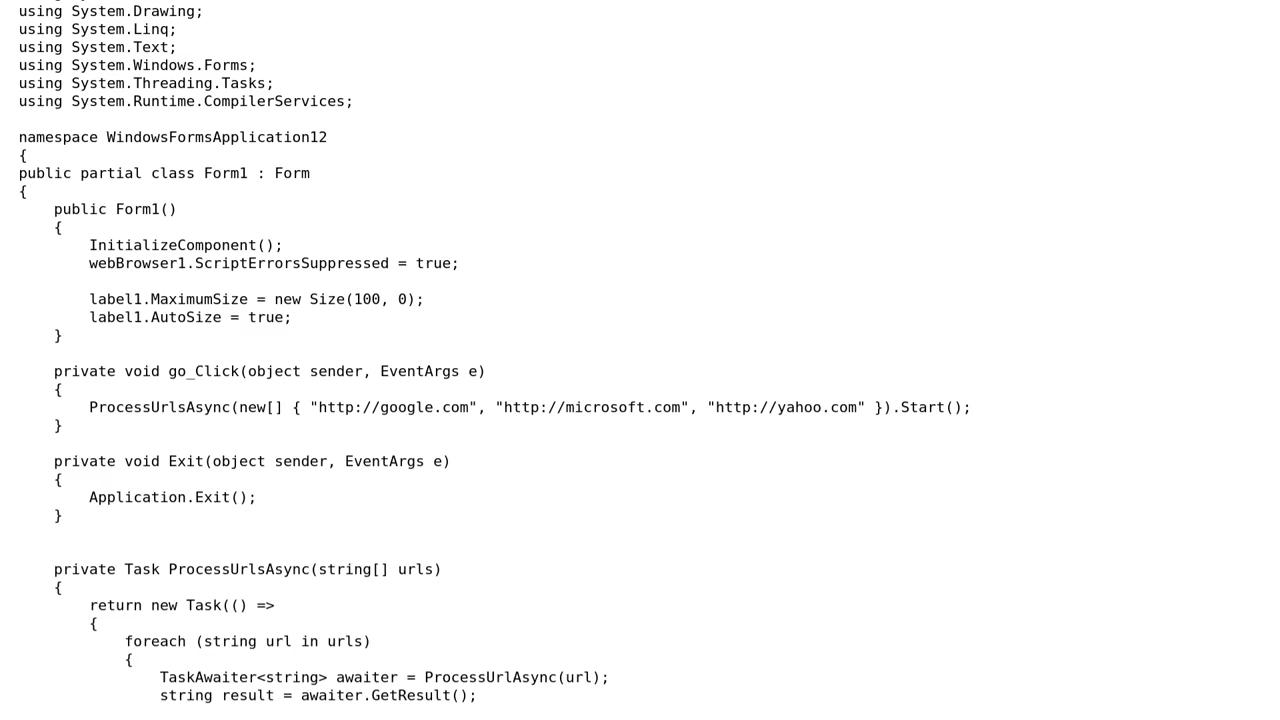 using System.Drawing;
using System.Linq;
using System.Text;
using System.Windows.Forms;
using System.Threading.Tasks;
using System.Runtime.CompilerServices;

namespace WindowsFormsApplication12
{
public partial class Form1 : Form
{
    public Form1()
    {
        InitializeComponent();
        webBrowser1.ScriptErrorsSuppressed = true;

        label1.MaximumSize = new Size(100, 0);
        label1.AutoSize = true;
    }

    private void go_Click(object sender, EventArgs e)
    {
        ProcessUrlsAsync(new[] { "http://google.com", "http://microsoft.com", "http://yahoo.com" }).Start();
    }

    private void Exit(object sender, EventArgs e)
    {
        Application.Exit();
    }


    private Task ProcessUrlsAsync(string[] urls)
    {
        return new Task(() =>
        {
            foreach (string url in urls)
            {
                TaskAwaiter<string> awaiter = ProcessUrlAsync(url);
                string result = awaiter.GetResult();